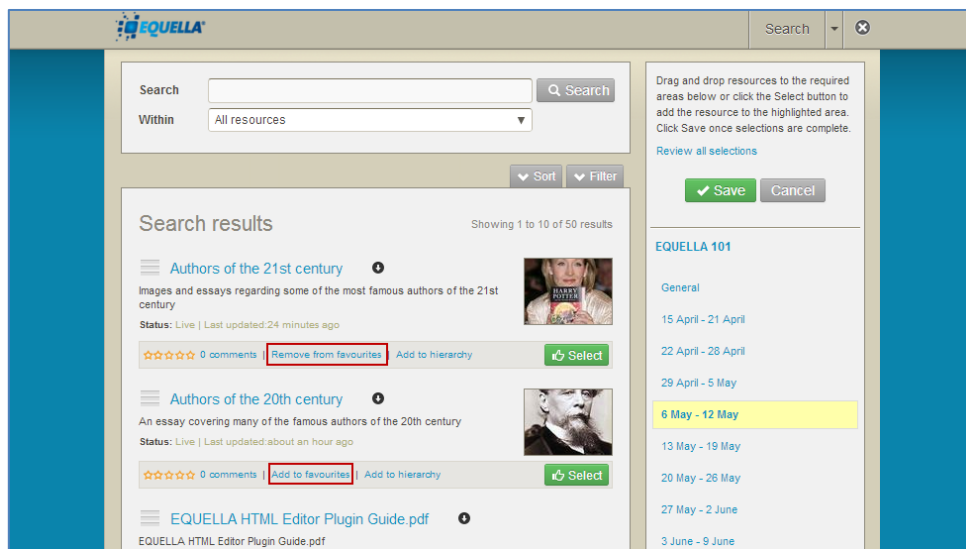 EQUELLA
Search
Search
Search
Within
All resources
Sort
Filter
Search results
Showing 1 to 10 of 50 results
Authors of the 21st century
Images and essays regarding some of the most famous authors of the 21st
century
Status: Live | Last updated:24 minutes ago
HARRY
POTTER
0 comments | Remove from favourites | Add to hierarchy
Select
Authors of the 20th century
An essay covering many of the famous authors of the 20th century
Status: Live | Last updated:about an hour ago
0 comments | Add to favourites | Add to hierarchy
Select
EQUELLA HTML Editor Plugin Guide.pdf
EQUELLA HTML Editor Plugin Guide.pdf
Drag and drop resources to the required
areas below or click the Select button to
add the resource to the highlighted area.
Click Save once selections are complete.
Review all selections
Save
Cancel
EQUELLA 101
General
15 April - 21 April
22 April - 28 April
29 April - 5 May
6 May - 12 May
13 May - 19 May
20 May - 26 May
27 May - 2 June
3 June - 9 June